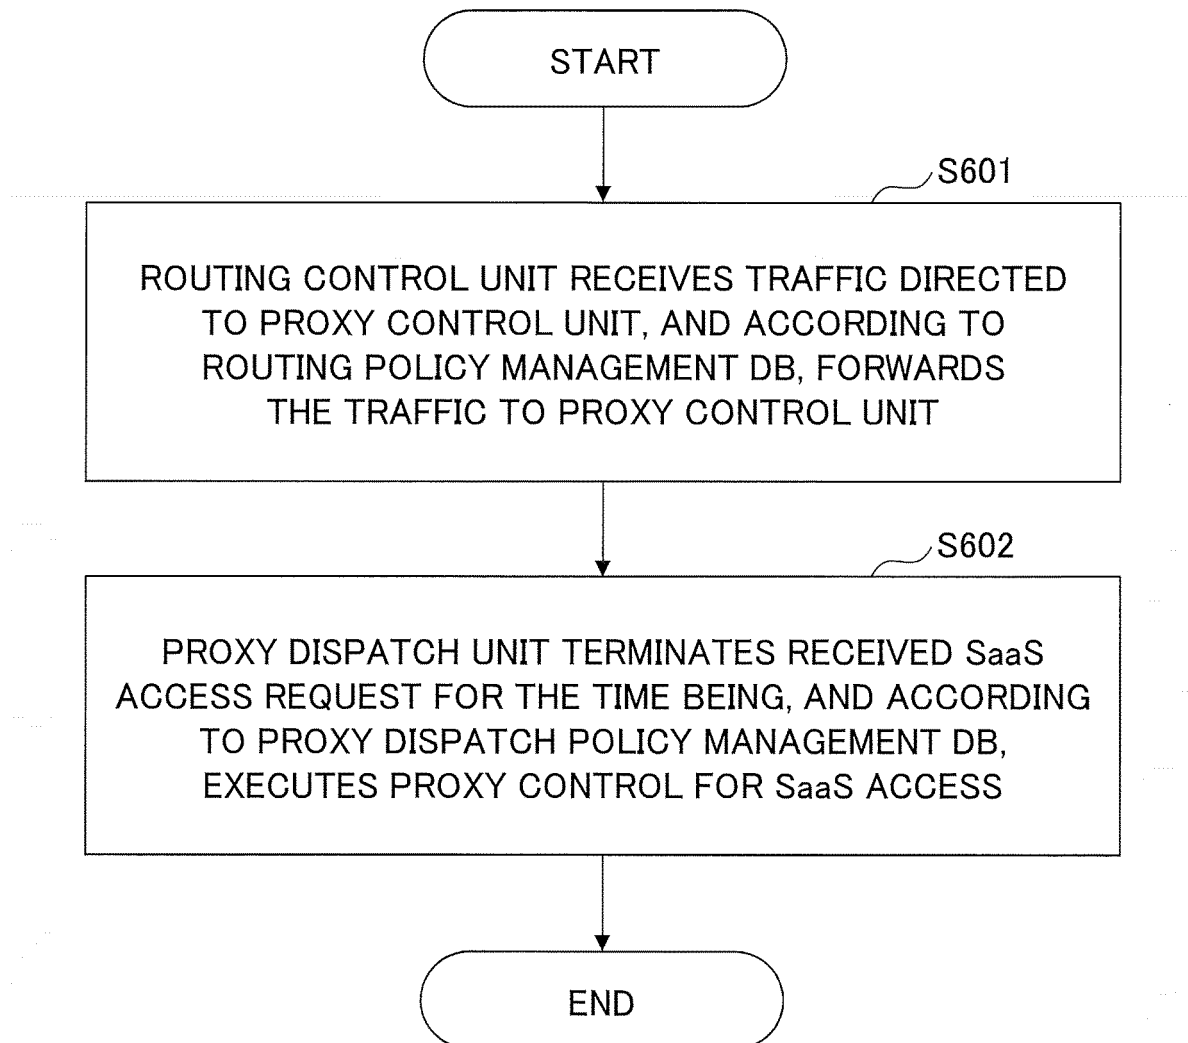 START
S601
ROUTING CONTROL UNIT RECEIVES TRAFFIC DIRECTED
TO PROXY CONTROL UNIT, AND ACCORDING TO
ROUTING POLICY MANAGEMENT DB, FORWARDS
THE TRAFFIC TO PROXY CONTROL UNIT
S602
PROXY DISPATCH UNIT TERMINATES RECEIVED SaaS
ACCESS REQUEST FOR THE TIME BEING, AND ACCORDING
TO PROXY DISPATCH POLICY MANAGEMENT DB,
EXECUTES PROXY CONTROL FOR SaaS ACCESS
END